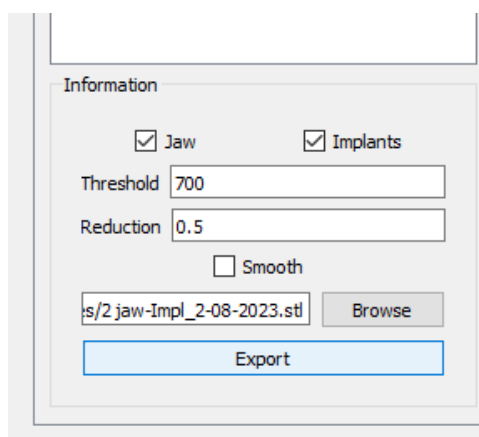 Information
Jaw Implants
Threshold 700
Reduction 0.5
Smooth
s/2 jaw-Impl_2-08-2023.stl Browse
Export